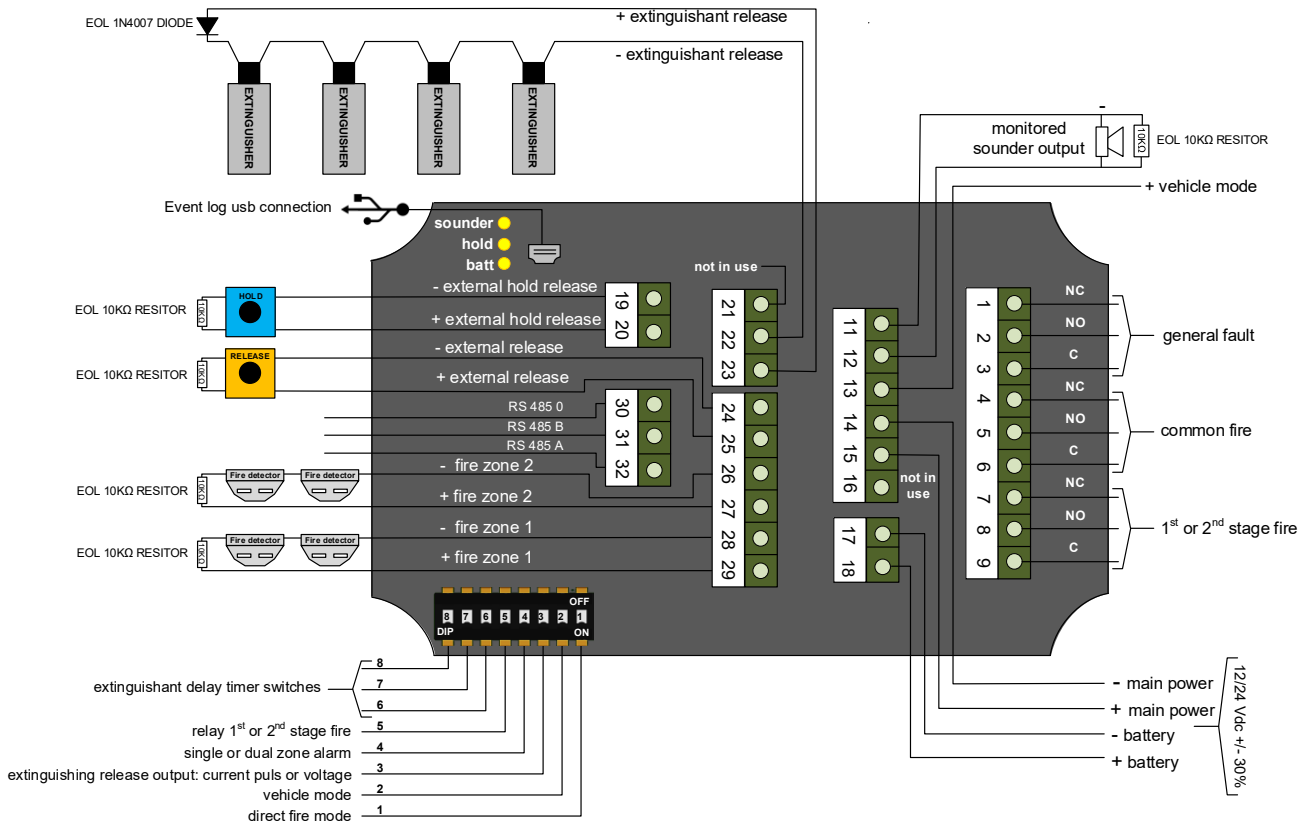 EOL 1N4007 DIODE
+ extinguishant release
- extinguishant release
EXTINGUISHER
EXTINGUISHER
EXTINGUISHER
EXTINGUISHER
-
monitored
sounder output
10KΩ
EOL 10KΩ RESITOR
+ vehicle mode
Event log usb connection
sounder
hold
batt
not in use
- external hold release
+ external hold release
- external release
+ external release
EOL 10KΩ RESITOR
10KΩ
HOLD
EOL 10KΩ RESITOR
10KΩ
RELEASE
RS 485 0
RS 485 B
RS 485 A
- fire zone 2
+ fire zone 2
- fire zone 1
+ fire zone 1
EOL 10KΩ RESITOR
10KΩ
Fire detector
Fire detector
EOL 10KΩ RESITOR
10KΩ
Fire detector
Fire detector
19
20
30
31
32
21
22
23
24
25
26
27
28
29
11
12
13
14
15
16
not in
use
17
18
1
2
3
4
5
6
7
8
9
NC
NO
C
NC
NO
C
NC
NO
C
general fault
common fire
1st or 2nd stage fire
OFF
8 7 6 5 4 3 2 1
DIP
ON
8
extinguishant delay timer switches
7
6
relay 1st or 2nd stage fire 5
single or dual zone alarm 4
extinguishing release output: current puls or voltage 3
vehicle mode 2
direct fire mode 1
- main power
+ main power
- battery
+ battery
12/24 Vdc +/- 30%